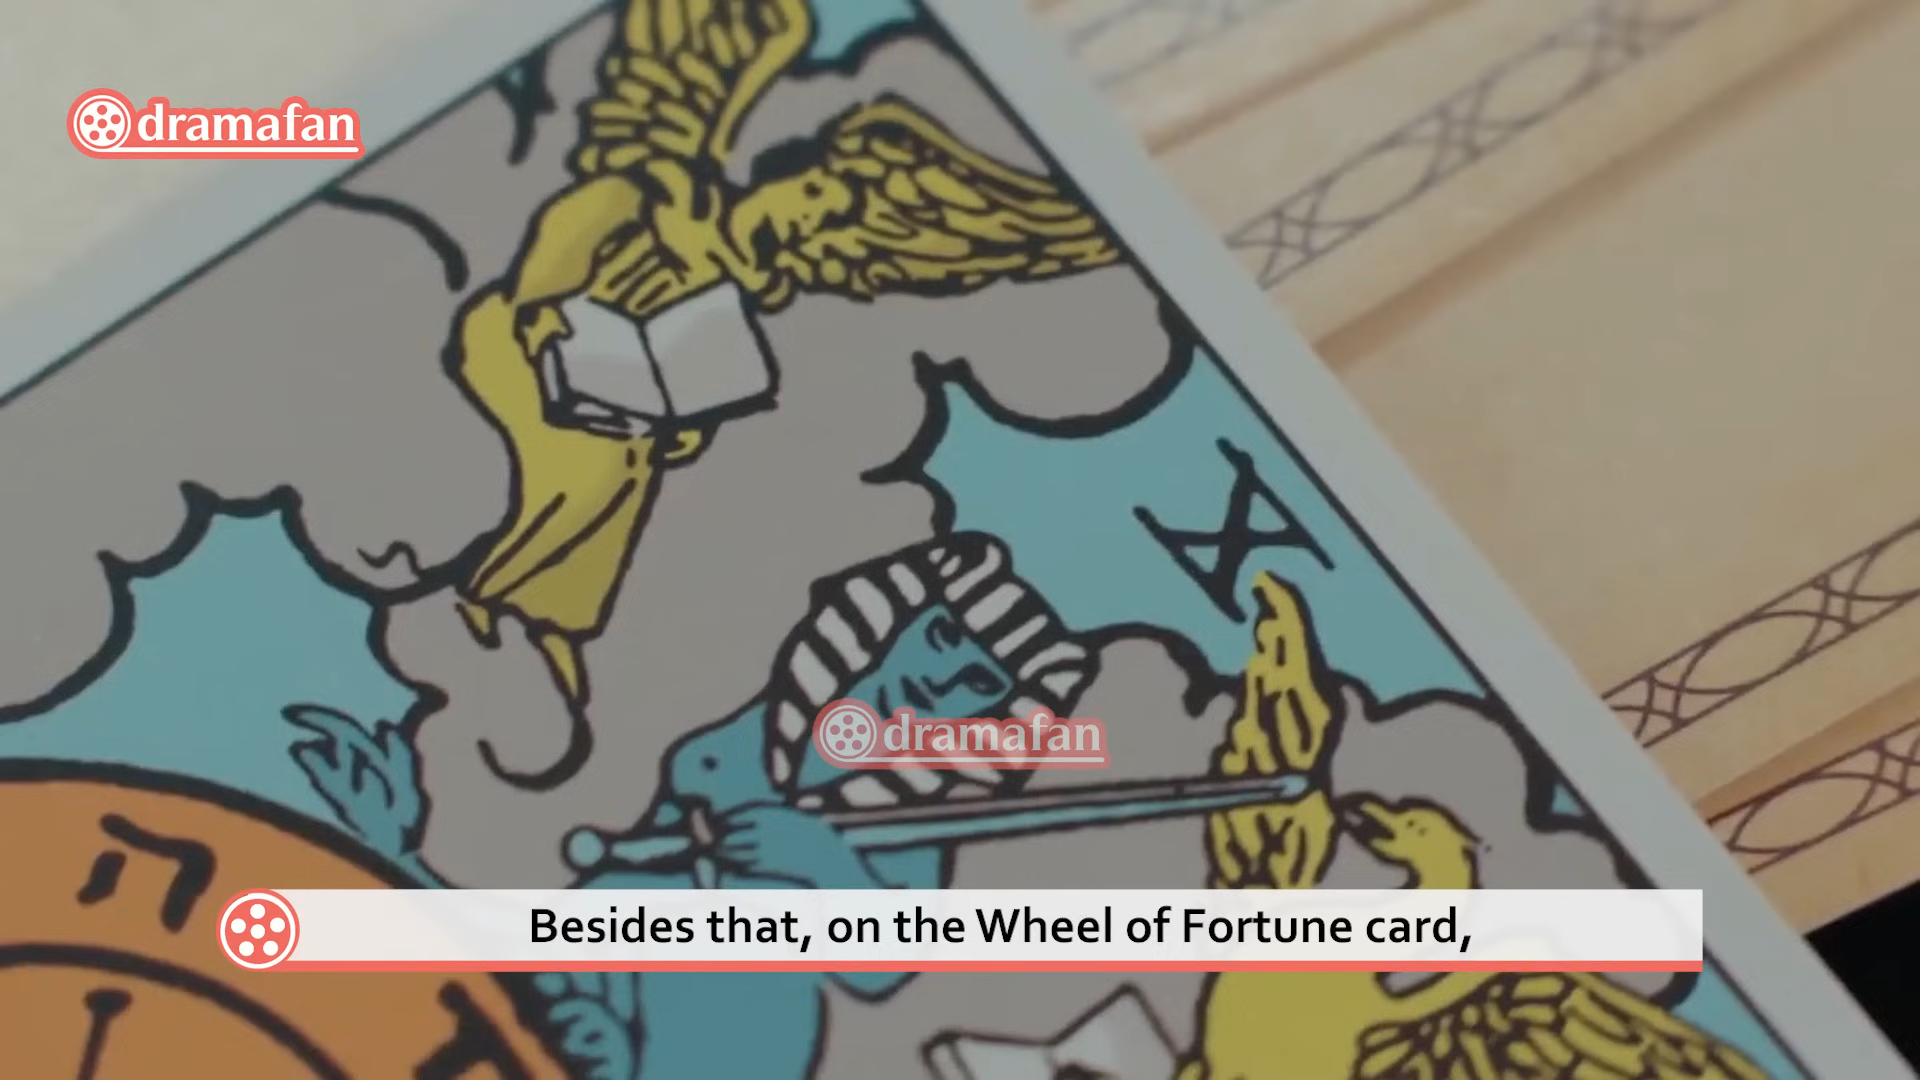 dramafan
X
dramafan
ה
Besides that, on the Wheel of Fortune card,
T